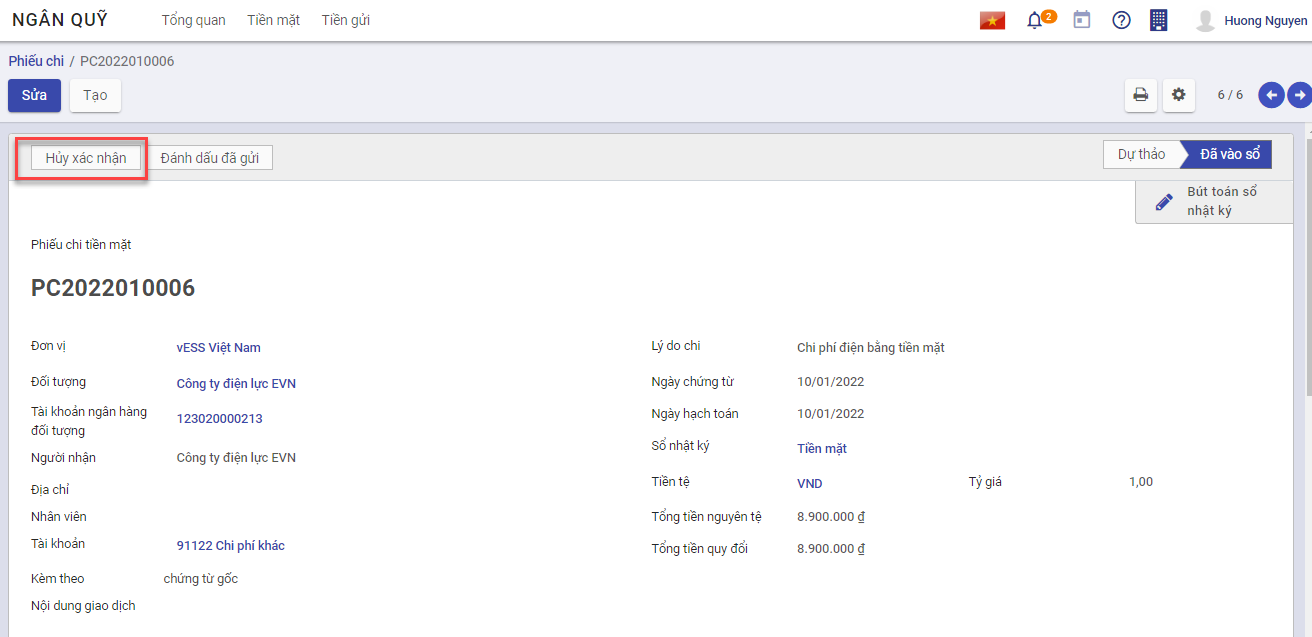 NGÂN QUỸ
Tổng quan
Tiền mặt
Tiền gửi
2
Huong Nguyen
Phiếu chi / PC2022010006
Sửa
Tạo
6 / 6
Hủy xác nhận
Đánh dấu đã gửi
Dự thảo
Đã vào sổ
Bút toán sổ
nhật ký
Phiếu chi tiền mặt
PC2022010006
Đơn vị
vESS Việt Nam
Đối tượng
Công ty điện lực EVN
Tài khoản ngân hàng
đối tượng
123020000213
Người nhận
Công ty điện lực EVN
Địa chỉ
Nhân viên
Tài khoản
91122 Chi phí khác
Kèm theo
chứng từ gốc
Nội dung giao dịch
Lý do chi
Chi phí điện bằng tiền mặt
Ngày chứng từ
10/01/2022
Ngày hạch toán
10/01/2022
Sổ nhật ký
Tiền mặt
Tiền tệ
VND
Tỷ giá
1,00
Tổng tiền nguyên tệ
8.900.000 ₫
Tổng tiền quy đổi
8.900.000 ₫